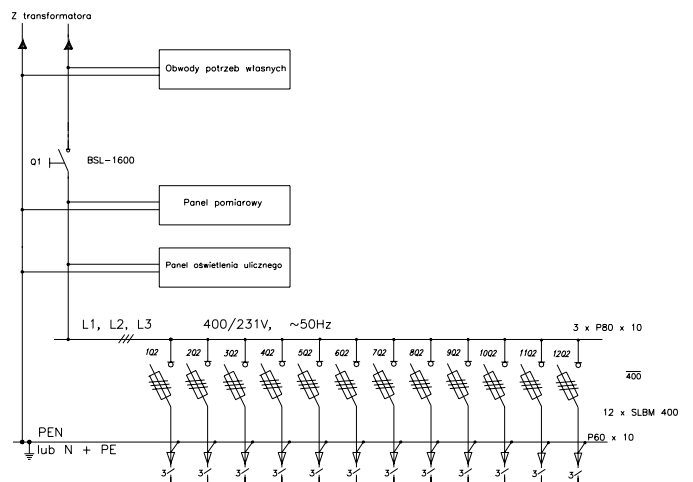 Z transformatora
Obwody potrzeb własnych
Q1
BSL-1600
Panel pomiarowy
Panel oświetlenia ulicznego
L1, L2, L3 400/231V, ~50Hz
3 x P80 x 10
1Q2 2Q2 3Q2 4Q2 5Q2 6Q2 7Q2 8Q2 9Q2 10Q2 11Q2 12Q2
400
12 x SLBM 400
PEN
P60 x 10
lub N + PE
3 3 3 3 3 3 3 3 3 3 3 3